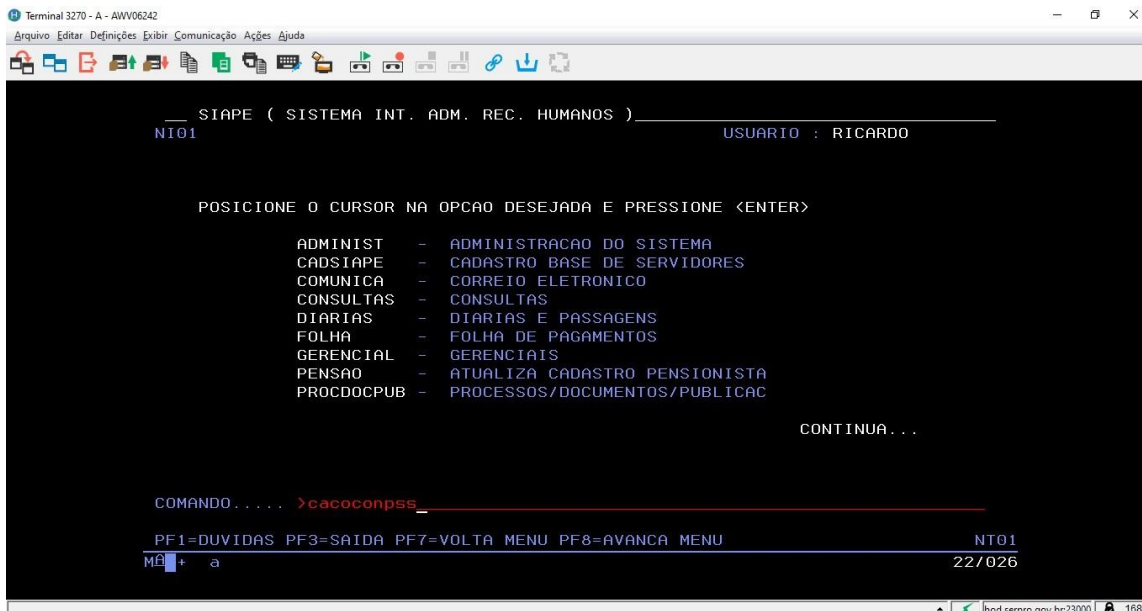 Terminal 3270 - A - AWV06242
Arquivo Editar Definições Exibir Comunicação Ações Ajuda
SIAPE ( SISTEMA INT. ADM. REC. HUMANOS )
NI01 USUARIO : RICARDO
POSICIONE O CURSOR NA OPCAO DESEJADA E PRESSIONE <ENTER>
ADMINIST - ADMINISTRACAO DO SISTEMA
CADSIAPE - CADASTRO BASE DE SERVIDORES
COMUNICA - CORREIO ELETRONICO
CONSULTAS - CONSULTAS
DIARIAS - DIARIAS E PASSAGENS
FOLHA - FOLHA DE PAGAMENTOS
GERENCIAL - GERENCIAIS
PENSAO - ATUALIZA CADASTRO PENSIONISTA
PROCDOCPUB - PROCESSOS/DOCUMENTOS/PUBLICAC
CONTINUA...
COMANDO..... >cacoconpss_
PF1=DUVIDAS PF3=SAIDA PF7=VOLTA MENU PF8=AVANCA MENU NT01
MA + a 22/026
hod.serpro.gov.br:23000 168